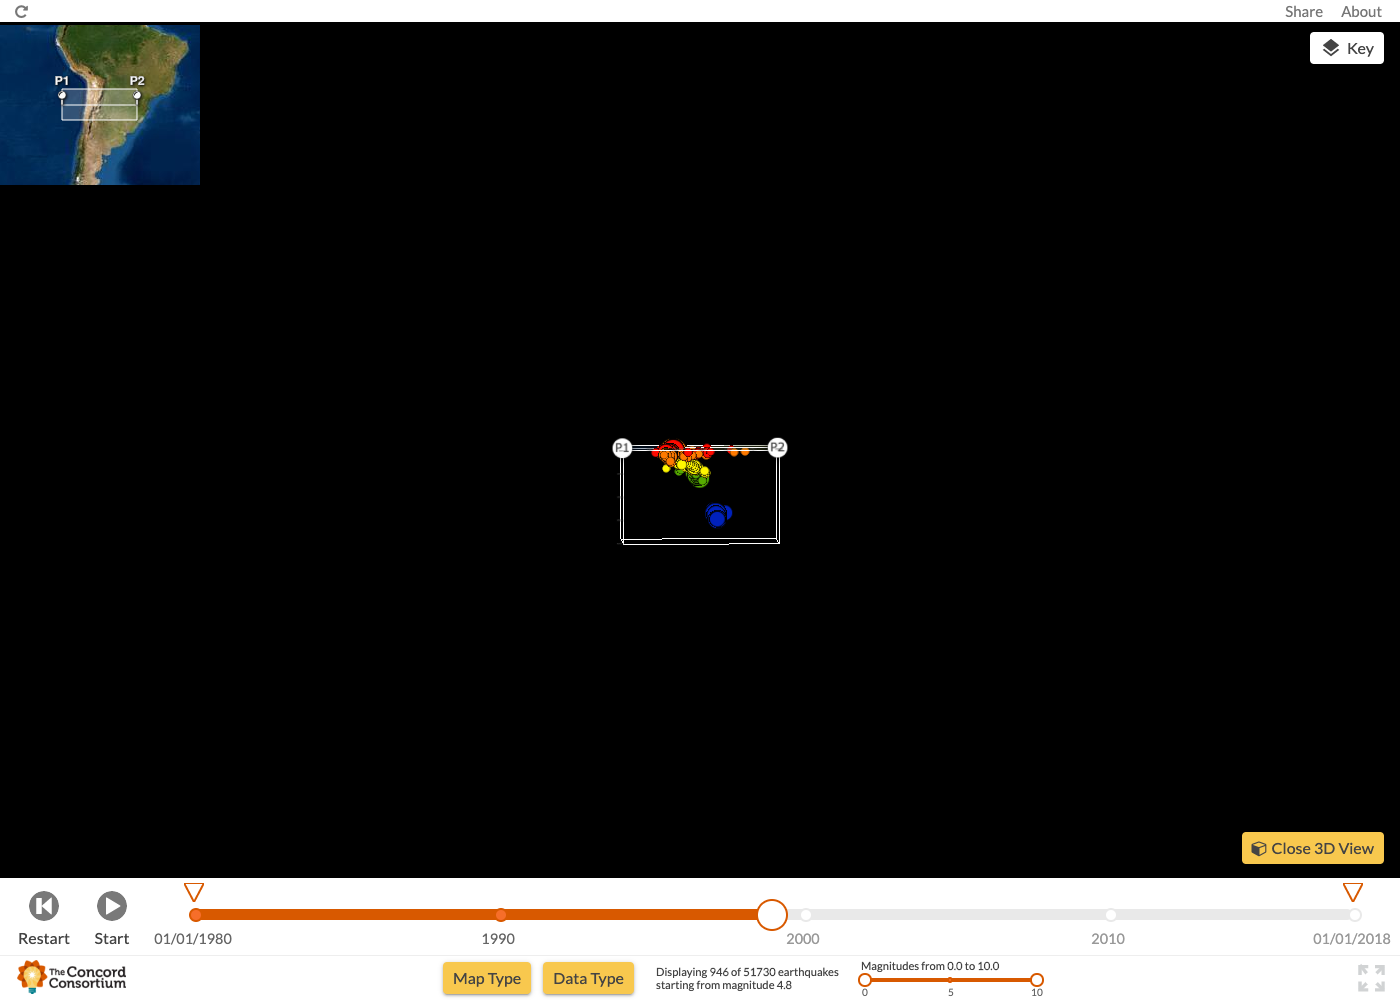 Share About
P1 P2
Key
P1 P2
Close 3D View
Restart Start 01/01/1980 1990 2000 2010 01/01/2018
The Concord
Consortium
Map Type Data Type
Displaying 946 of 51730 earthquakes
starting from magnitude 4.8
Magnitudes from 0.0 to 10.0
0 5 10